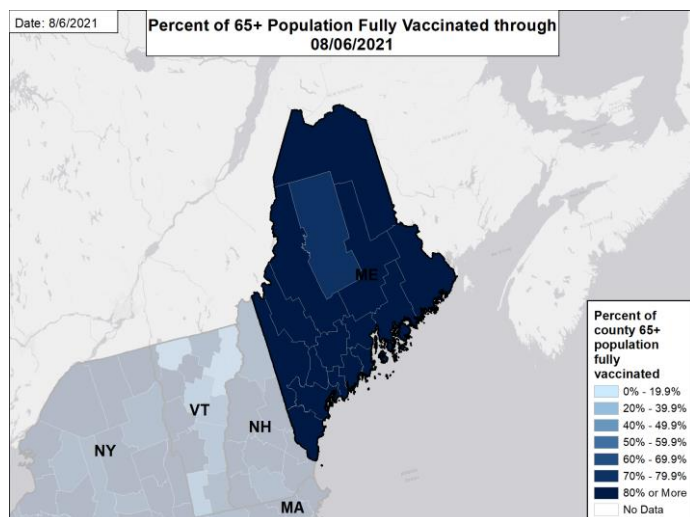 Date: 8/6/2021
Percent of 65+ Population Fully Vaccinated through
08/06/2021
ME
VT
NH
NY
MA
Percent of
county 65+
population
fully
vaccinated
0% - 19.9%
20% - 39.9%
40% - 49.9%
50% - 59.9%
60% - 69.9%
70% - 79.9%
80% or More
No Data